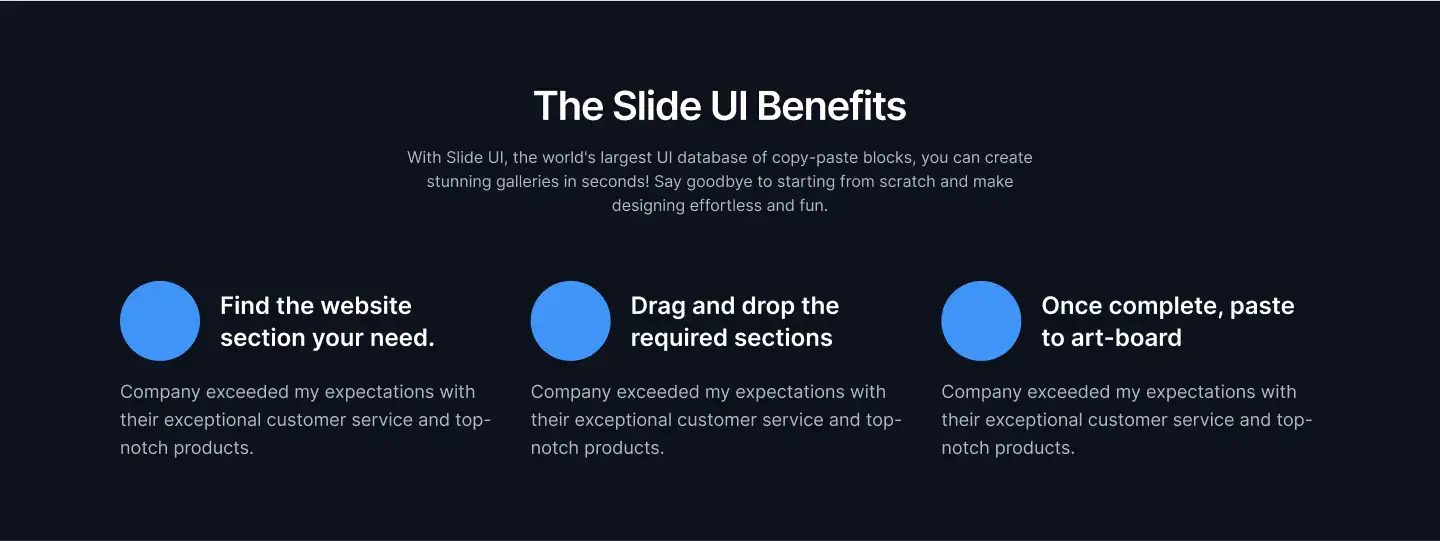 The Slide UI Benefits
With Slide UI, the world's largest UI database of copy-paste blocks, you can create
stunning galleries in seconds! Say goodbye to starting from scratch and make
designing effortless and fun.
Find the website
section your need.
Company exceeded my expectations with
their exceptional customer service and top-
notch products.
Drag and drop the
required sections
Company exceeded my expectations with
their exceptional customer service and top-
notch products.
Once complete, paste
to art-board
Company exceeded my expectations with
their exceptional customer service and top-
notch products.